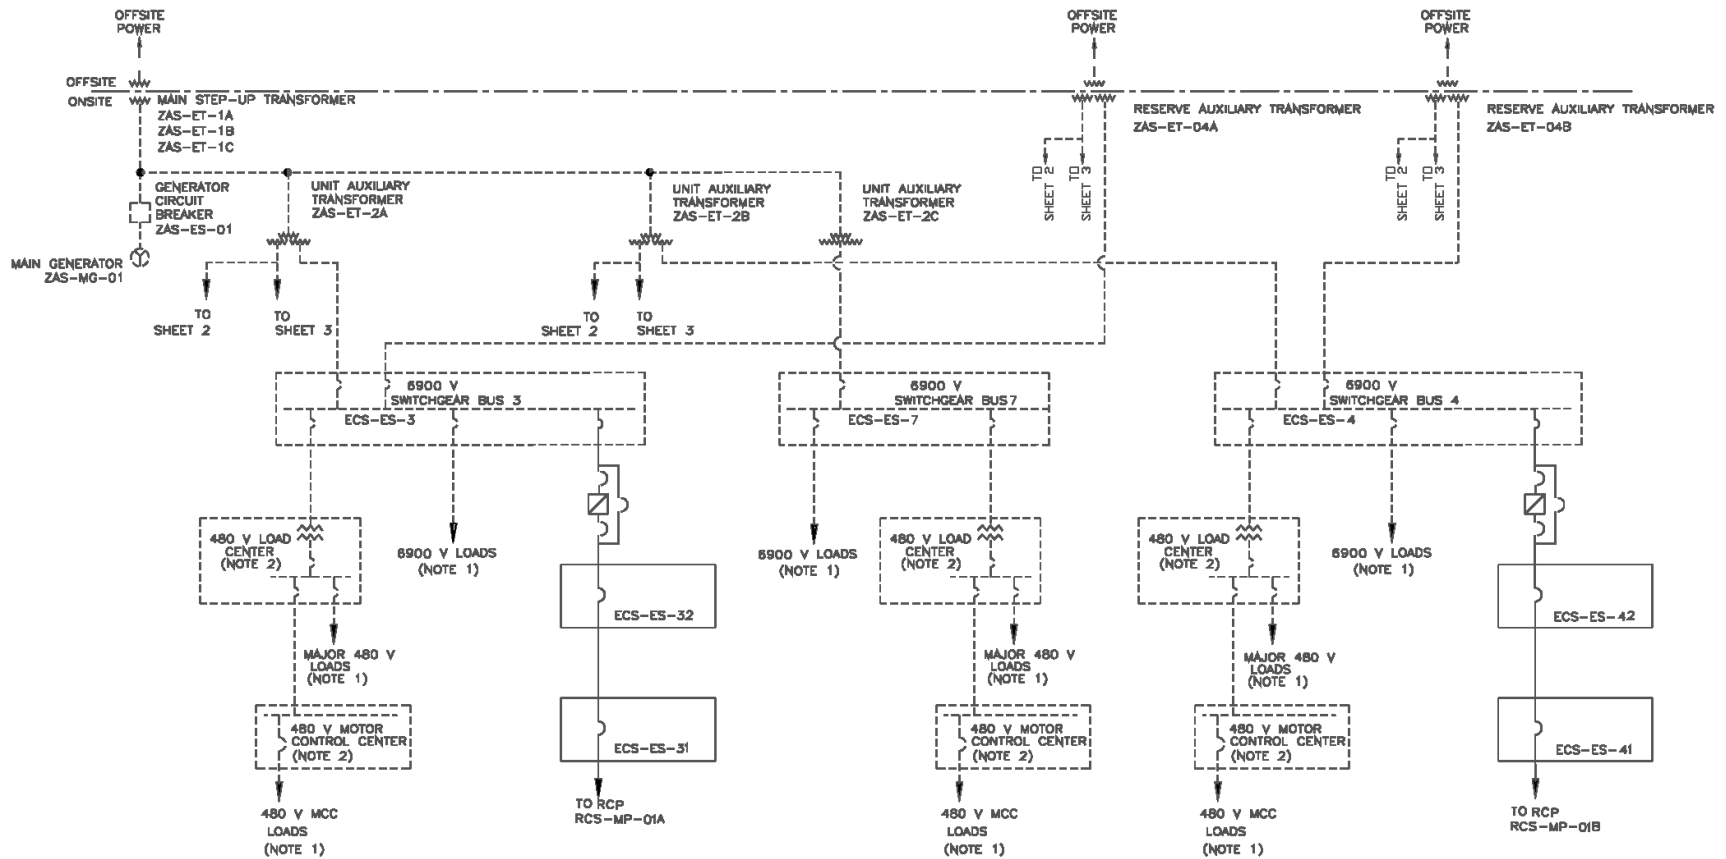 OFFSITE
POWER
OFFSITE
POWER
OFFSITE
POWER
OFFSITE
ONSITE
MAIN STEP-UP TRANSFORMER
ZAS-ET-1A
ZAS-ET-1B
ZAS-ET-1C
RESERVE AUXILIARY TRANSFORMER
ZAS-ET-04A
RESERVE AUXILIARY TRANSFORMER
ZAS-ET-04B
TO
SHEET 2
TO
SHEET 3
TO
SHEET 2
TO
SHEET 3
GENERATOR
CIRCUIT
BREAKER
ZAS-ES-01
UNIT AUXILIARY
TRANSFORMER
ZAS-ET-2A
UNIT AUXILIARY
TRANSFORMER
ZAS-ET-2B
UNIT AUXILIARY
TRANSFORMER
ZAS-ET-2C
MAIN GENERATOR
ZAS-MG-01
TO
SHEET 2
TO
SHEET 3
TO
SHEET 2
TO
SHEET 3
6900 V
SWITCHGEAR BUS 3
ECS-ES-3
6900 V
SWITCHGEAR BUS 7
ECS-ES-7
6900 V
SWITCHGEAR BUS 4
ECS-ES-4
480 V LOAD
CENTER
(NOTE 2)
6900 V LOADS
(NOTE 1)
6900 V LOADS
(NOTE 1)
480 V LOAD
CENTER
(NOTE 2)
480 V LOAD
CENTER
(NOTE 2)
6900 V LOADS
(NOTE 1)
ECS-ES-32
ECS-ES-42
MAJOR 480 V
LOADS
(NOTE 1)
MAJOR 480 V
LOADS
(NOTE 1)
MAJOR 480 V
LOADS
(NOTE 1)
480 V MOTOR
CONTROL CENTER
(NOTE 2)
ECS-ES-31
480 V MOTOR
CONTROL CENTER
(NOTE 2)
480 V MOTOR
CONTROL CENTER
(NOTE 2)
ECS-ES-41
480 V MCC
LOADS
(NOTE 1)
TO RCP
RCS-MP-01A
480 V MCC
LOADS
(NOTE 1)
480 V MCC
LOADS
(NOTE 1)
TO RCP
RCS-MP-01B